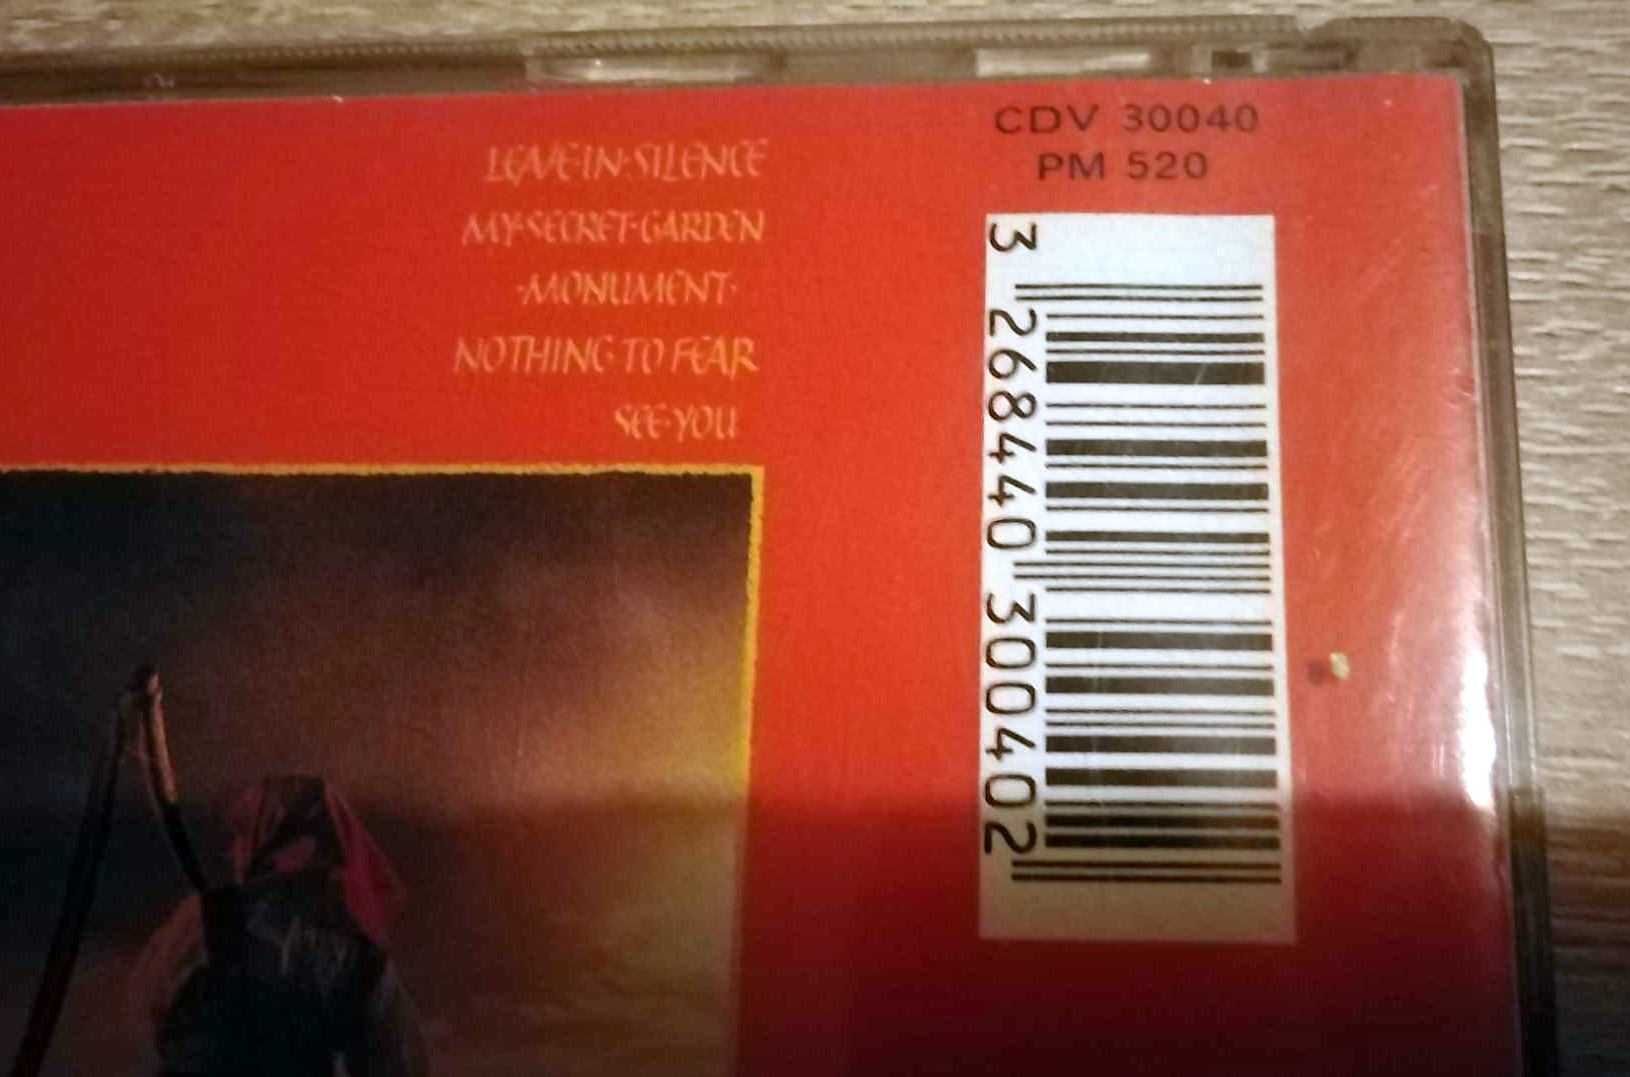 LEAVE·IN·SILENCE
MY·SECRET·GARDEN
·MONUMENT·
NOTHING TO FEAR
SEE·YOU
CDV 30040
PM 520
3 268440 300402